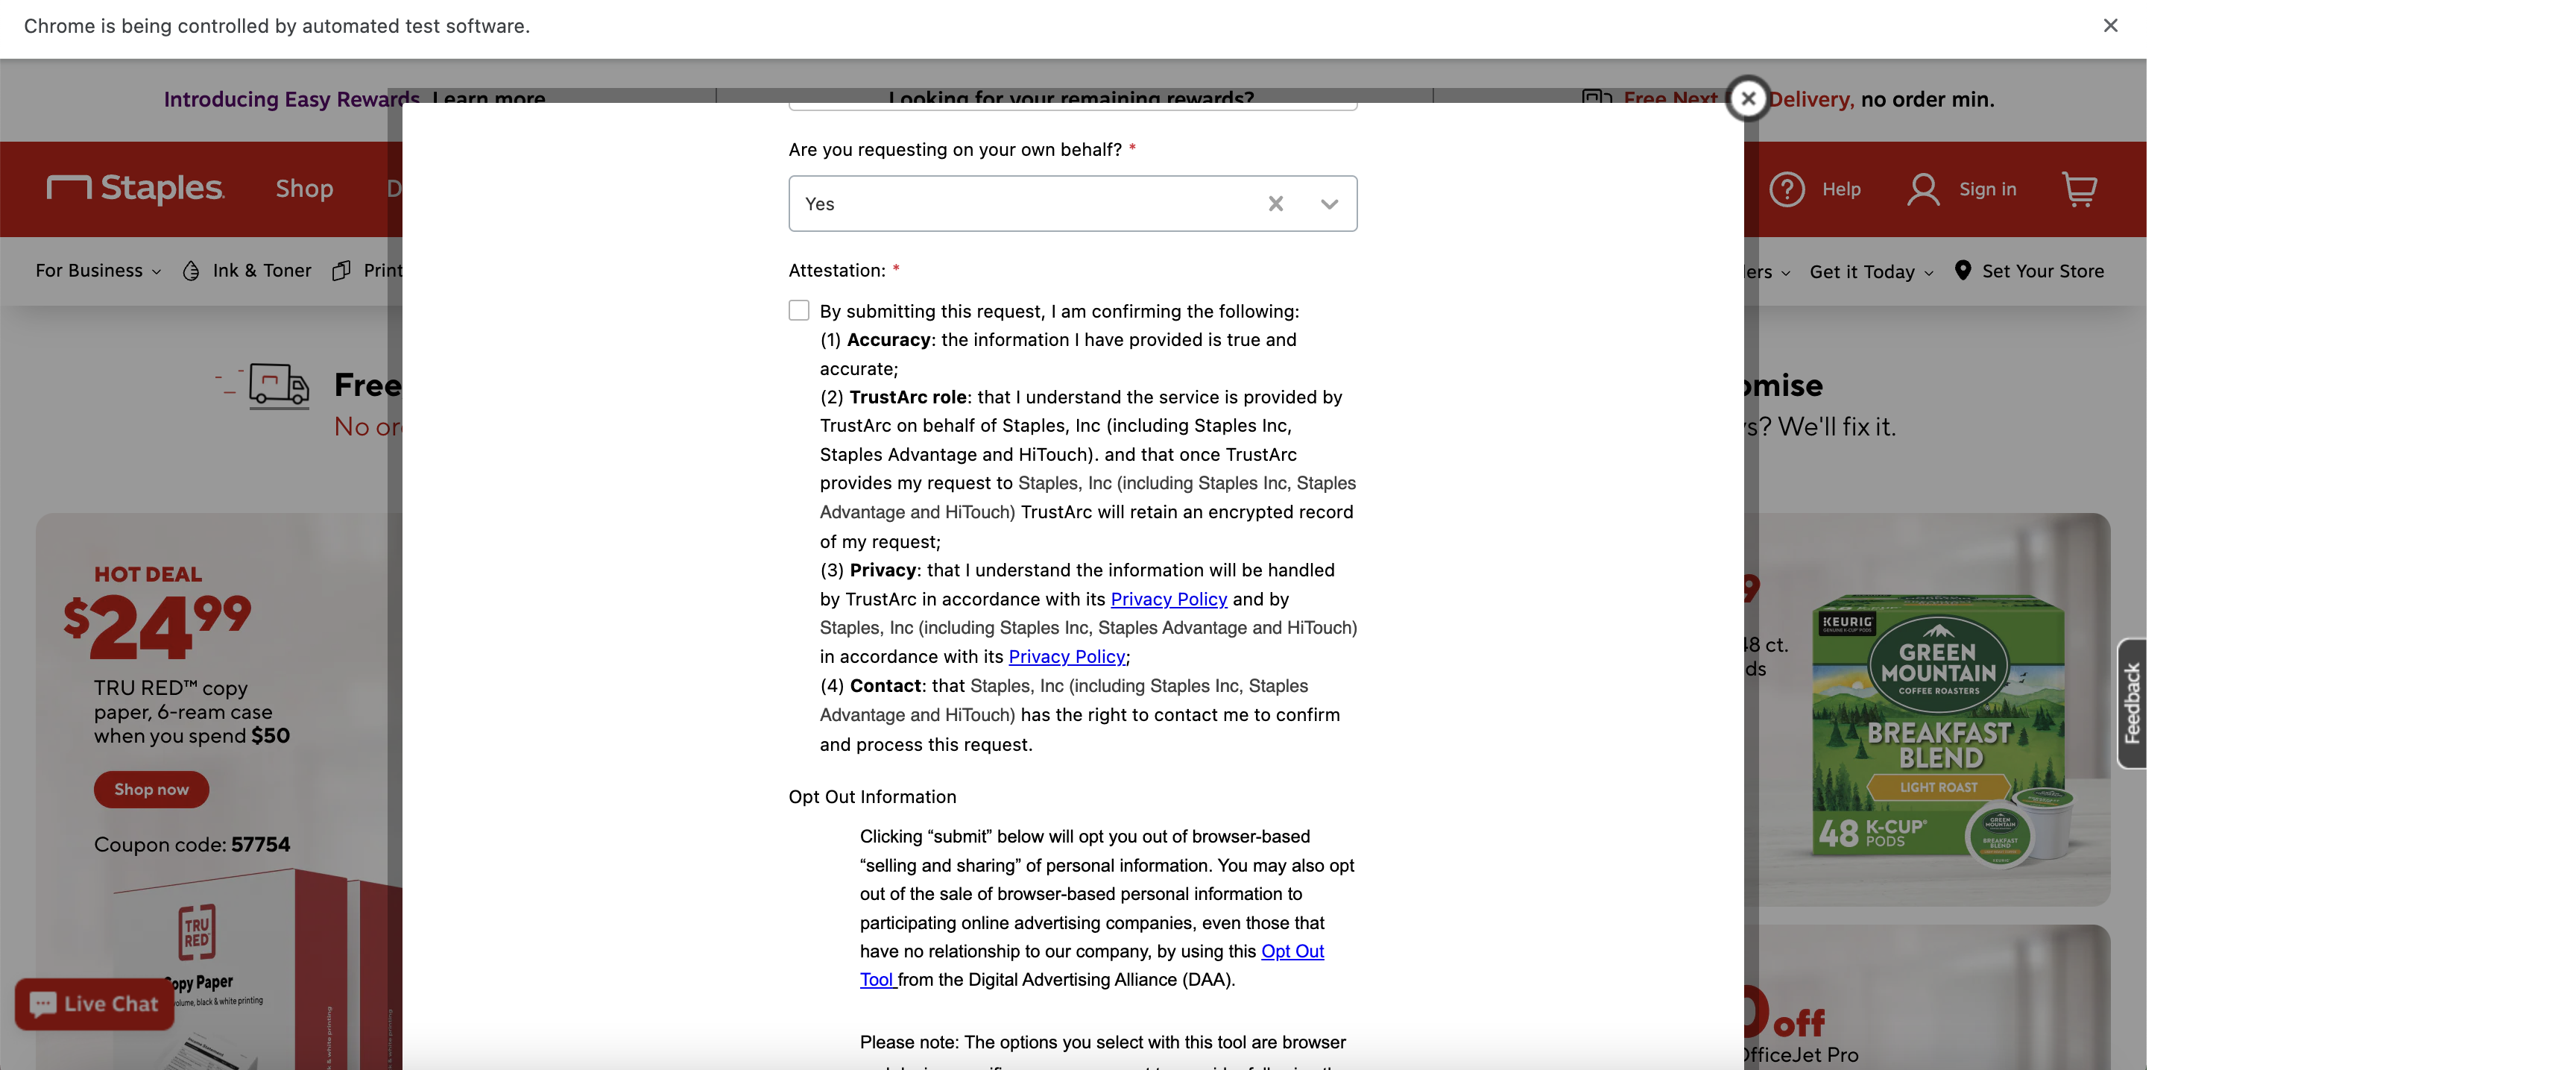 Chrome is being controlled by automated test software.
Introducing Easy Rewards Learn more
Looking for your remaining rewards?
Free Next Delivery, no order min.
Staples
Shop
Help
Sign in
For Business
Ink & Toner
Print
Get it Today
Set Your Store
Are you requesting on your own behalf? *
Yes
Attestation: *
By submitting this request, I am confirming the following:
(1) Accuracy: the information I have provided is true and
accurate;
(2) TrustArc role: that I understand the service is provided by
TrustArc on behalf of Staples, Inc (including Staples Inc,
Staples Advantage and HiTouch). and that once TrustArc
provides my request to Staples, Inc (including Staples Inc, Staples
Advantage and HiTouch) TrustArc will retain an encrypted record
of my request;
(3) Privacy: that I understand the information will be handled
by TrustArc in accordance with its Privacy Policy and by
Staples, Inc (including Staples Inc, Staples Advantage and HiTouch)
in accordance with its Privacy Policy;
(4) Contact: that Staples, Inc (including Staples Inc, Staples
Advantage and HiTouch) has the right to contact me to confirm
and process this request.
Opt Out Information
Clicking “submit” below will opt you out of browser-based
“selling and sharing” of personal information. You may also opt
out of the sale of browser-based personal information to
participating online advertising companies, even those that
have no relationship to our company, by using this Opt Out
Tool from the Digital Advertising Alliance (DAA).
Please note: The options you select with this tool are browser
Free
No
HOT DEAL
$24.99
TRU RED™ copy
paper, 6-ream case
when you spend $50
Shop now
Coupon code: 57754
TRU
RED
Copy Paper
volume, black & white printing
Live Chat
We'll fix it.
48 ct.
KEURIG
GREEN
MOUNTAIN
COFFEE ROASTERS
BREAKFAST
BLEND
LIGHT ROAST
48 K-CUP®
PODS
Feedback
off
OfficeJet Pro